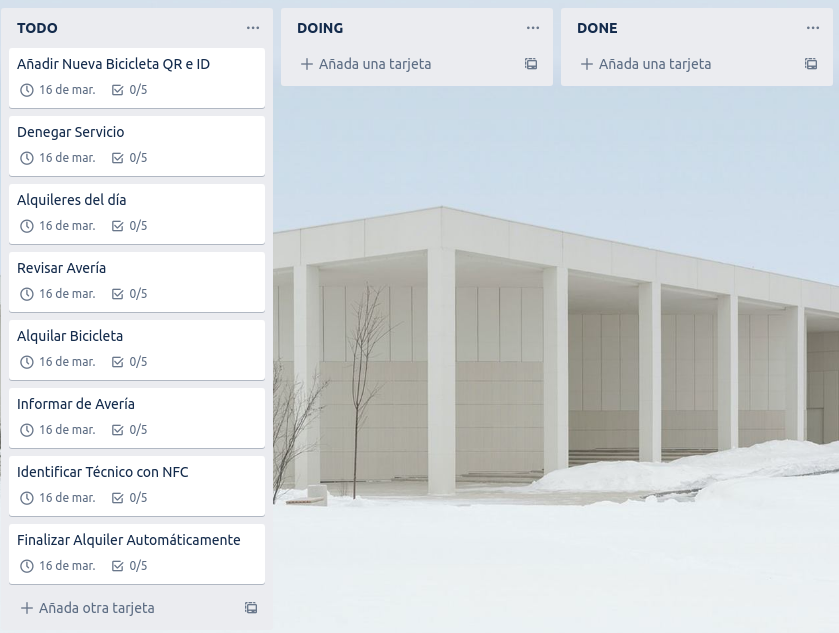 TODO
Añadir Nueva Bicicleta QR e ID
16 de mar. 0/5
Denegar Servicio
16 de mar. 0/5
Alquileres del día
16 de mar. 0/5
Revisar Avería
16 de mar. 0/5
Alquilar Bicicleta
16 de mar. 0/5
Informar de Avería
16 de mar. 0/5
Identificar Técnico con NFC
16 de mar. 0/5
Finalizar Alquiler Automáticamente
16 de mar. 0/5
+ Añada otra tarjeta
DOING
+ Añada una tarjeta
DONE
+ Añada una tarjeta